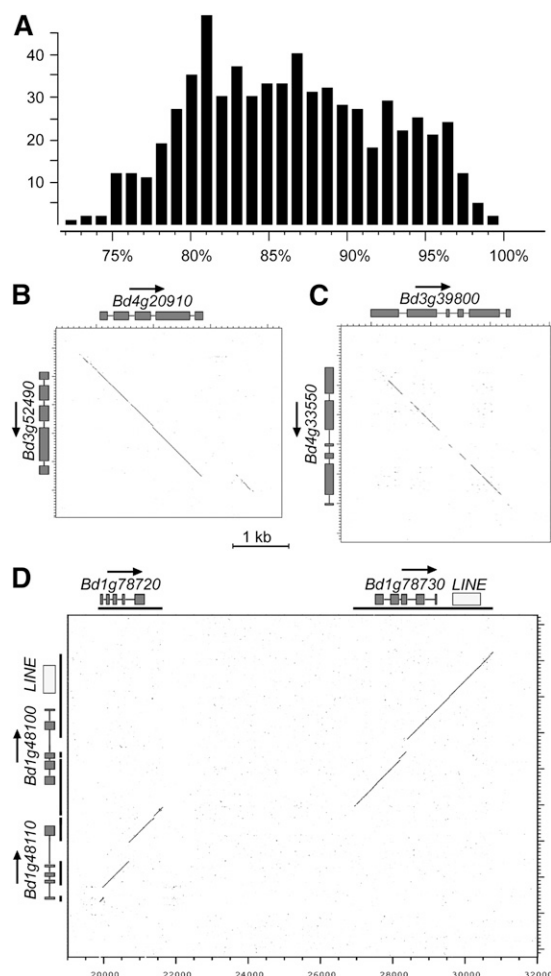 A
40
30
20
10
75% 80% 85% 90% 95% 100%
B
Bd4g20910
Bd3g52490
C
Bd3g39800
Bd4g33550
1 kb
D
Bd1g78720
Bd1g78730 LINE
LINE
Bd1g48100
Bd1g48110
20000 22000 24000 26000 28000 30000 32000